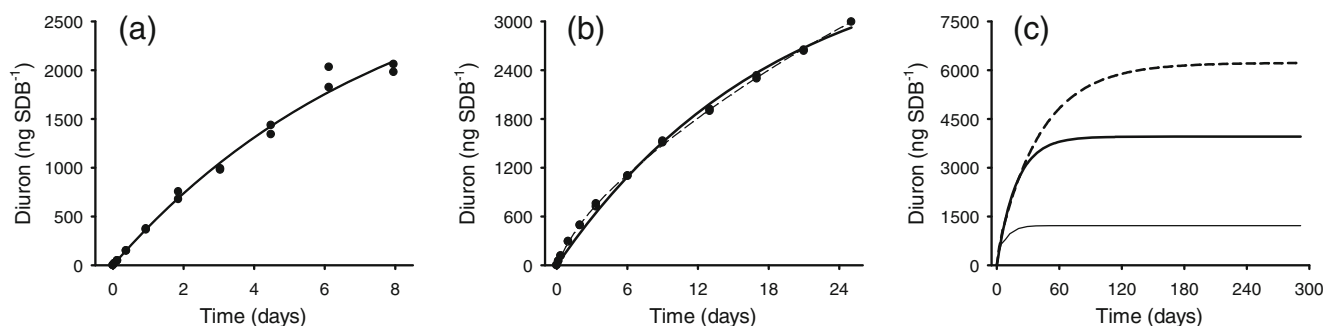 (a)
Diuron (ng SDB⁻¹)
2500
2000
1500
1000
500
0
0 2 4 6 8
Time (days)
(b)
Diuron (ng SDB⁻¹)
3000
2400
1800
1200
600
0
0 6 12 18 24
Time (days)
(c)
Diuron (ng SDB⁻¹)
7500
6000
4500
3000
1500
0
0 60 120 180 240 300
Time (days)